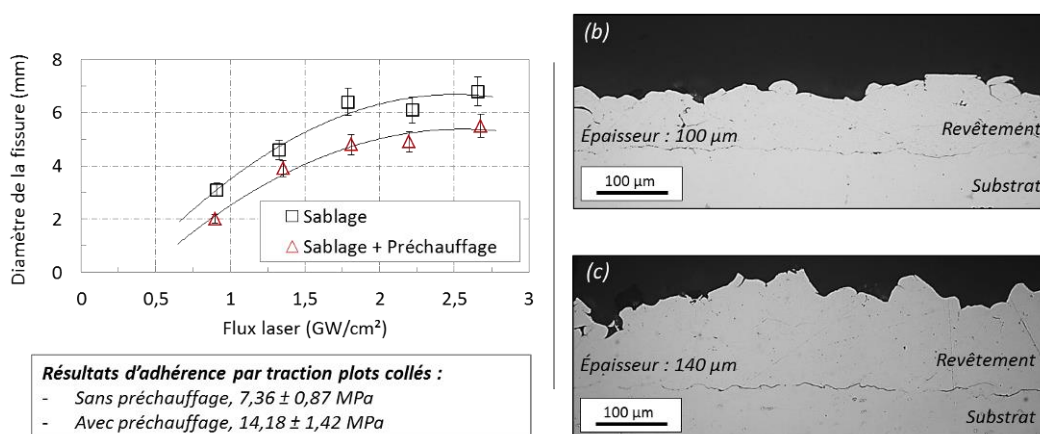 Diamètre de la fissure (mm)
8
6
4
2
0
0
0,5
1
1,5
2
2,5
3
Flux laser (GW/cm²)
Sablage
Sablage + Préchauffage
Résultats d'adhérence par traction plots collés :
- Sans préchauffage, 7,36 ± 0,87 MPa
- Avec préchauffage, 14,18 ± 1,42 MPa
(b)
Épaisseur : 100 µm
Revêtement
100 µm
Substrat
(c)
Épaisseur : 140 µm
Revêtement
100 µm
Substrat